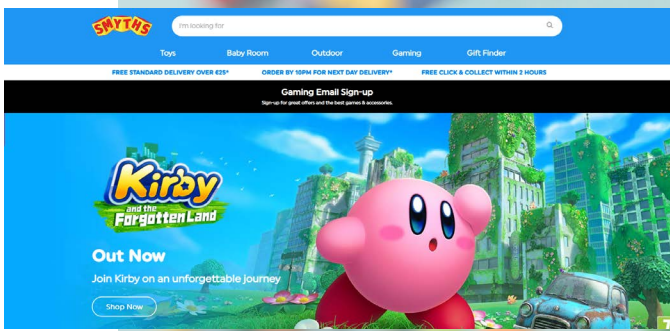 SMYTHS
I'm looking for
Toys Baby Room Outdoor Gaming Gift Finder
FREE STANDARD DELIVERY OVER €25* ORDER BY 10PM FOR NEXT DAY DELIVERY* FREE CLICK & COLLECT WITHIN 2 HOURS
Gaming Email Sign-up
Sign-up for great offers and the best games & accessories.
Kirby
and the
Forgotten Land
Out Now
Join Kirby on an unforgettable journey
Shop Now